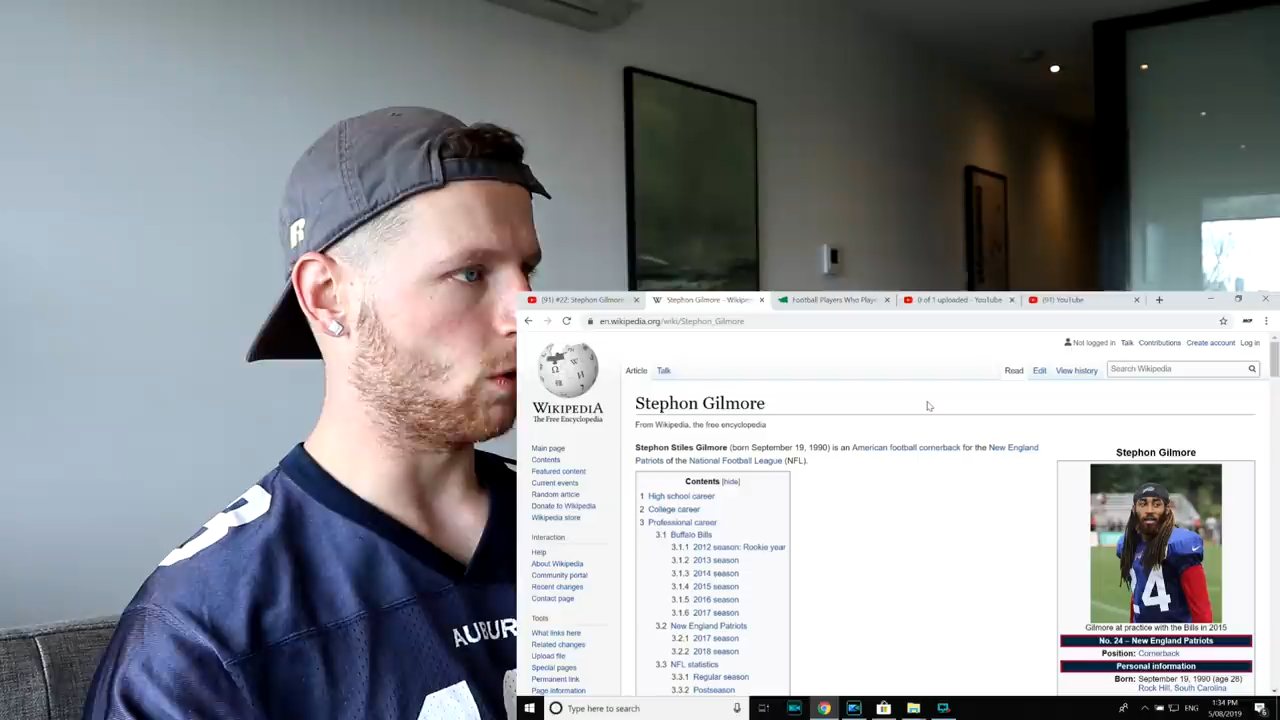 R
AUBUR
(91) #22: Stephon Gilmore
Stephon Gilmore - Wikipe
Football Players Who Play
0 of 1 uploaded - YouTube
(91) YouTube
en.wikipedia.org/wiki/Stephon_Gilmore
Not logged in Talk Contributions Create account Log in
Article Talk
Read Edit View history
Search Wikipedia
WIKIPEDIA
The Free Encyclopedia
Main page
Contents
Featured content
Current events
Random article
Donate to Wikipedia
Wikipedia store
Interaction
Help
About Wikipedia
Community portal
Recent changes
Contact page
Tools
What links here
Related changes
Upload file
Special pages
Permanent link
Page information
Stephon Gilmore
From Wikipedia, the free encyclopedia
Stephon Stiles Gilmore (born September 19, 1990) is an American football cornerback for the New England
Patriots of the National Football League (NFL).
Contents [hide]
1 High school career
2 College career
3 Professional career
3.1 Buffalo Bills
3.1.1 2012 season: Rookie year
3.1.2 2013 season
3.1.3 2014 season
3.1.4 2015 season
3.1.5 2016 season
3.1.6 2017 season
3.2 New England Patriots
3.2.1 2017 season
3.2.2 2018 season
3.3 NFL statistics
3.3.1 Regular season
3.3.2 Postseason
Stephon Gilmore
4
Gilmore at practice with the Bills in 2015
No. 24 – New England Patriots
Position: Cornerback
Personal information
Born: September 19, 1990 (age 28)
Rock Hill, South Carolina
Type here to search
ENG
1:34 PM
5/08/2019